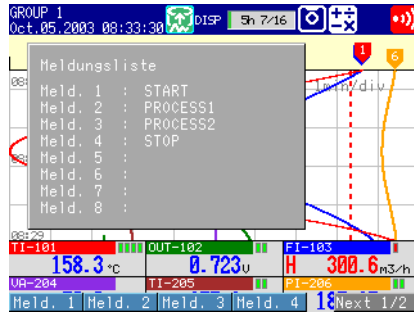 GROUP 1
Oct.05.2003 08:33:30 DISP 5h 7/16
1 6
Meldungsliste
1min/div
Meld. 1 : START
Meld. 2 : PROCESS1
Meld. 3 : PROCESS2
Meld. 4 : STOP
Meld. 5 :
Meld. 6 :
Meld. 7 :
Meld. 8 :
08:29
TI-101 OUT-102 FI-103
158.3 °C 0.723 V H 300.6 m3/h
VA-204 TI-205 PI-206
Meld. 1 Meld. 2 Meld. 3 Meld. 4 Next 1/2